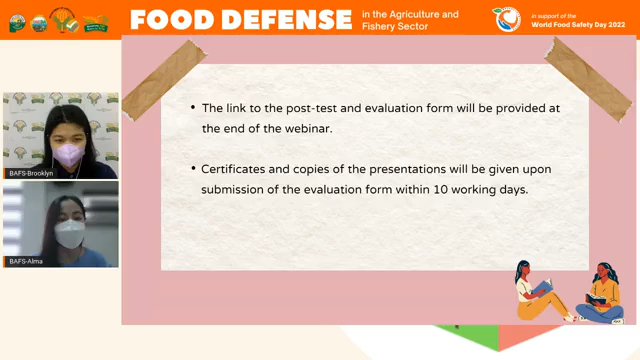 FOOD DEFENSE
in the Agriculture and
Fishery Sector
in support of the
World Food Safety Day 2022
• The link to the post-test and evaluation form will be provided at
the end of the webinar.
• Certificates and copies of the presentations will be given upon
submission of the evaluation form within 10 working days.
BAFS-Brooklyn
BAFS-Alma